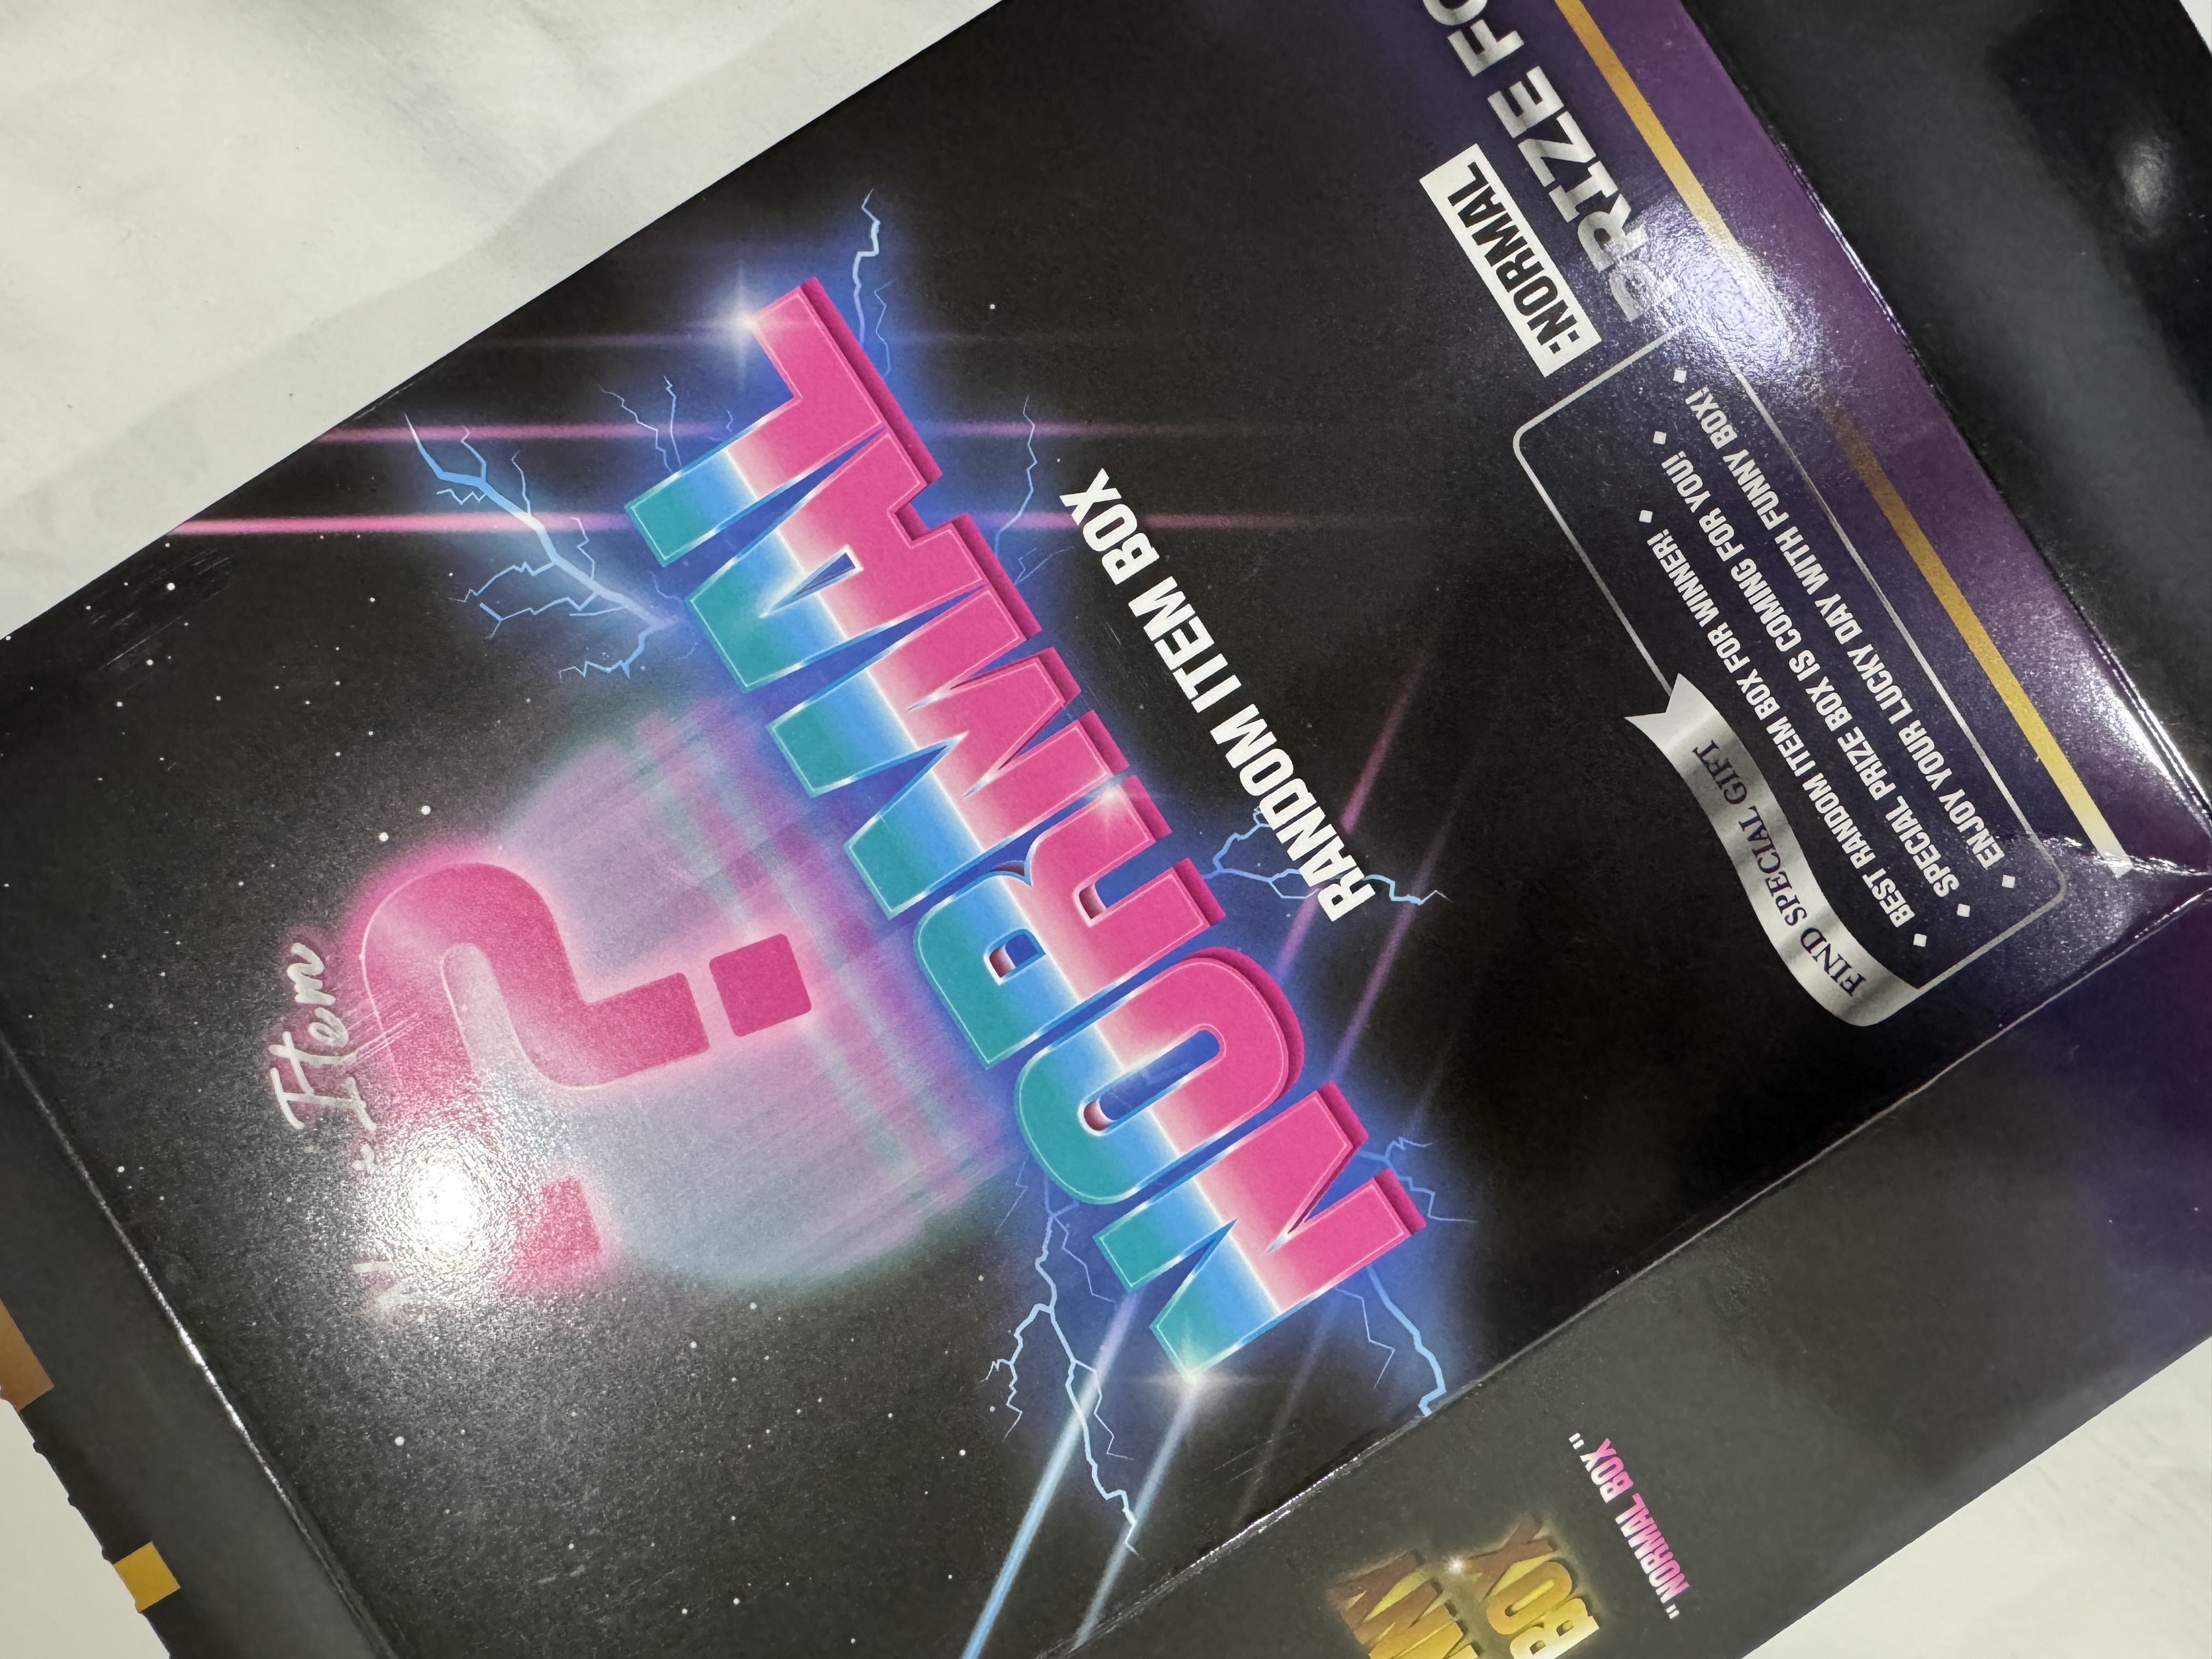 Item
?
NORMAL
RANDOM ITEM BOX
:NORMAL
PRIZE FO
FIND SPECIAL GIFT
• BEST RANDOM ITEM BOX FOR WINNER! •
• SPECIAL PRIZE BOX IS COMING FOR YOU! •
• ENJOY YOUR LUCKY DAY WITH FUNNY BOX! •
BOX
"NORMAL BOX"